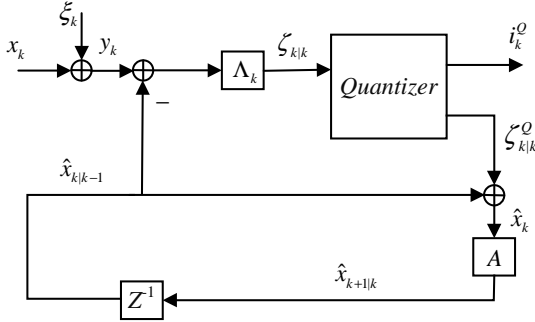 ξ_k
x_k
y_k
−
Λ_k
ζ_{k|k}
Quantizer
i_k^Q
ζ_{k|k}^Q
x̂_{k|k−1}
x̂_k
A
x̂_{k+1|k}
Z^{-1}